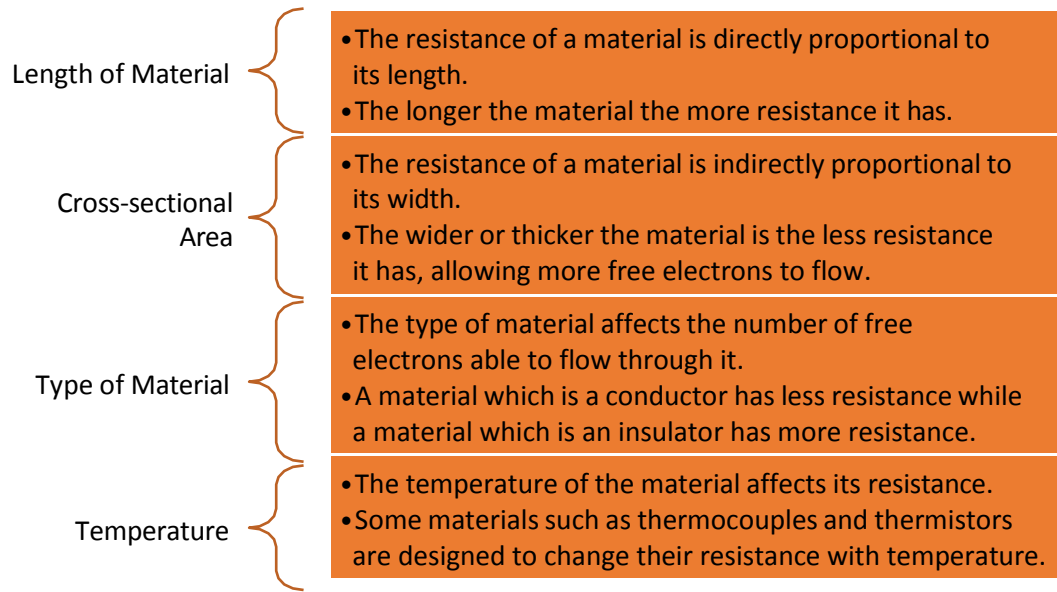 Length of Material
•The resistance of a material is directly proportional to
its length.
•The longer the material the more resistance it has.
Cross-sectional
Area
•The resistance of a material is indirectly proportional to
its width.
•The wider or thicker the material is the less resistance
it has, allowing more free electrons to flow.
Type of Material
•The type of material affects the number of free
electrons able to flow through it.
•A material which is a conductor has less resistance while
a material which is an insulator has more resistance.
Temperature
•The temperature of the material affects its resistance.
•Some materials such as thermocouples and thermistors
are designed to change their resistance with temperature.